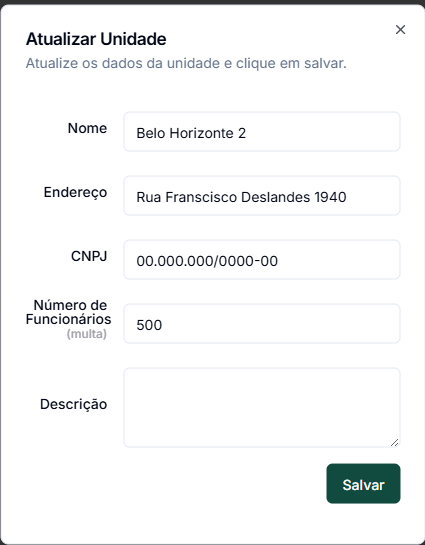 Atualizar Unidade
Atualize os dados da unidade e clique em salvar.
Nome
Belo Horizonte 2
Endereço
Rua Franscisco Deslandes 1940
CNPJ
00.000.000/0000-00
Número de
Funcionários
(multa)
500
Descrição
Salvar